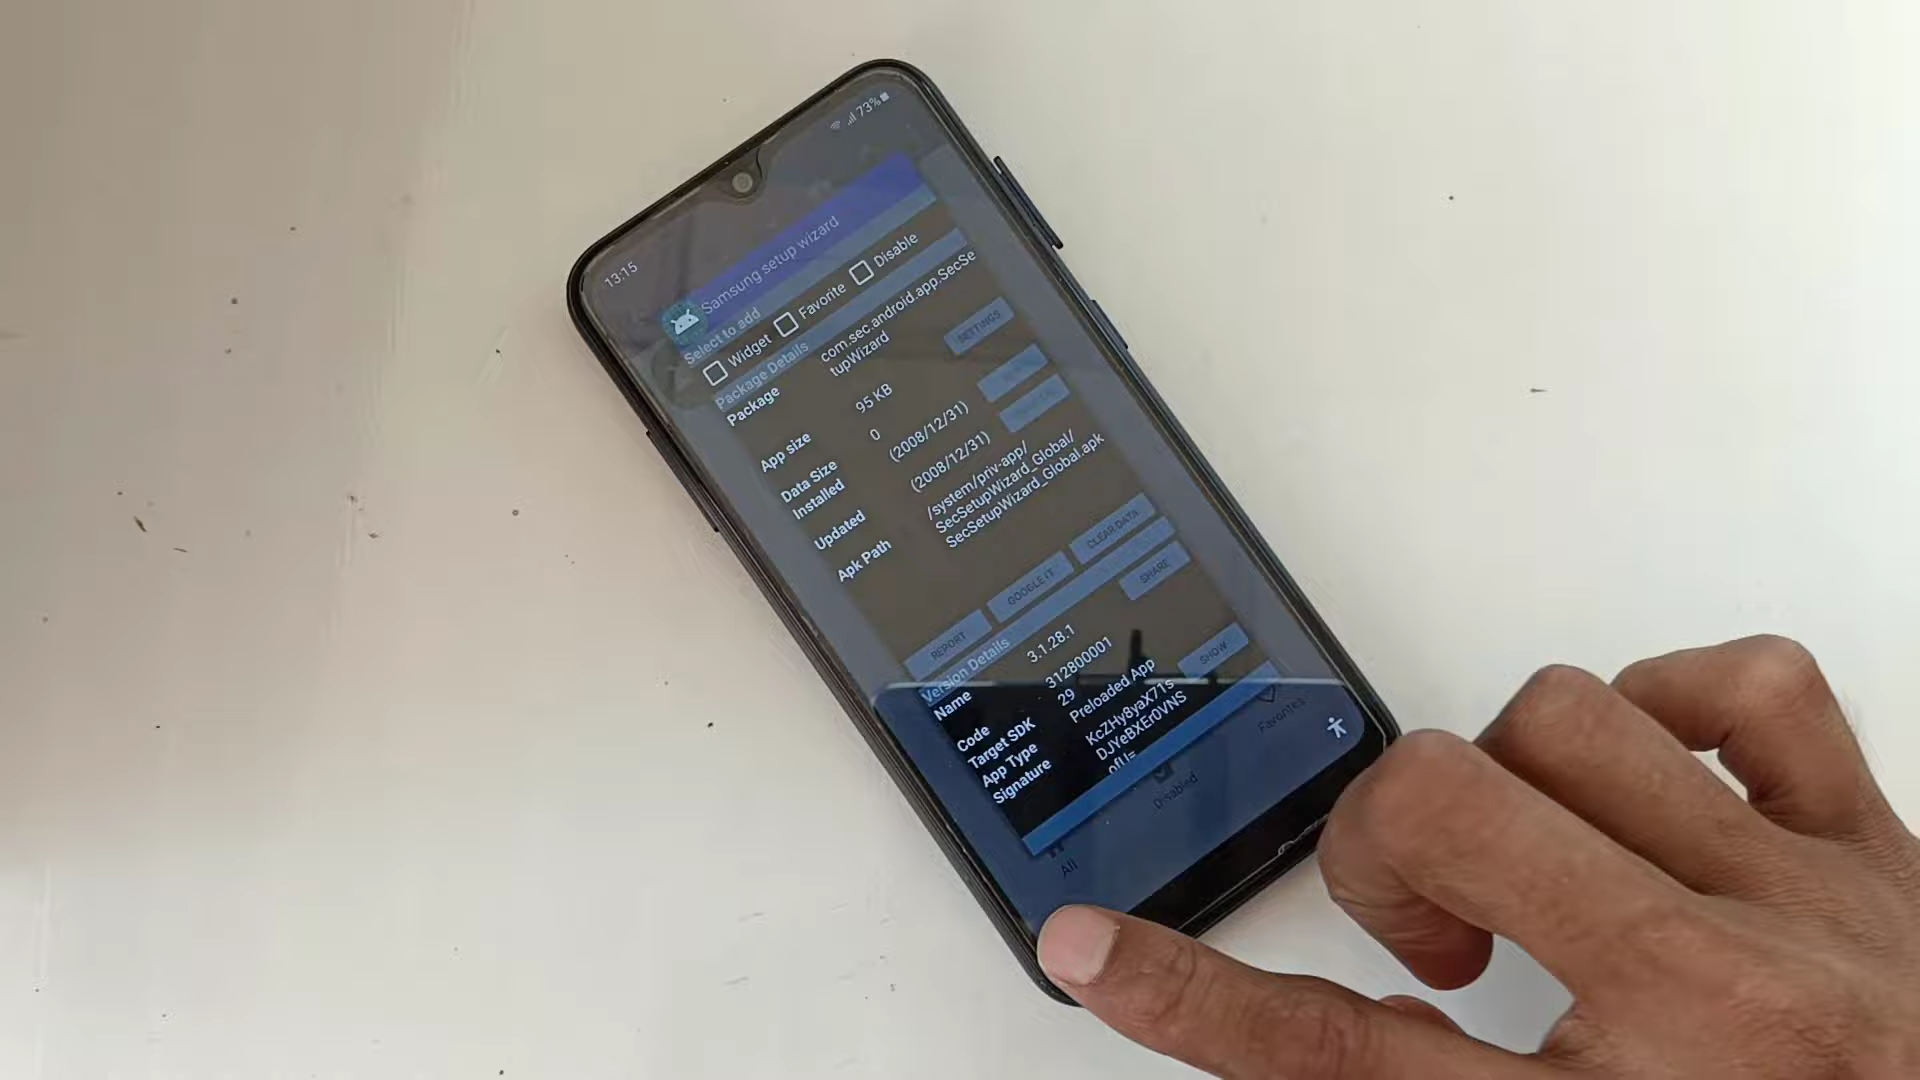 13:15
73%
Samsung setup wizard
Select to add
Widget Favorite Disable
Package Details
Package com.sec.android.app.SecSe
tupWizard
SETTINGS
App size 95 KB
Data Size 0
Installed (2008/12/31)
Updated (2008/12/31)
Apk Path /system/priv-app/
SecSetupWizard_Global/
SecSetupWizard_Global.apk
REPORT GOOGLE IT CLEAR DATA
Version Details
Name 3.1.28.1
SHARE
Code 312800001
Target SDK 29
App Type Preloaded App
Signature KcZHy8yaX71s
DJYeBXEr0VNS
ofU=
SHOW
All Disabled Favorites